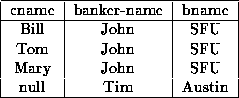 cname banker-name bname
Bill John SFU
Tom John SFU
Mary John SFU
null Tim Austin